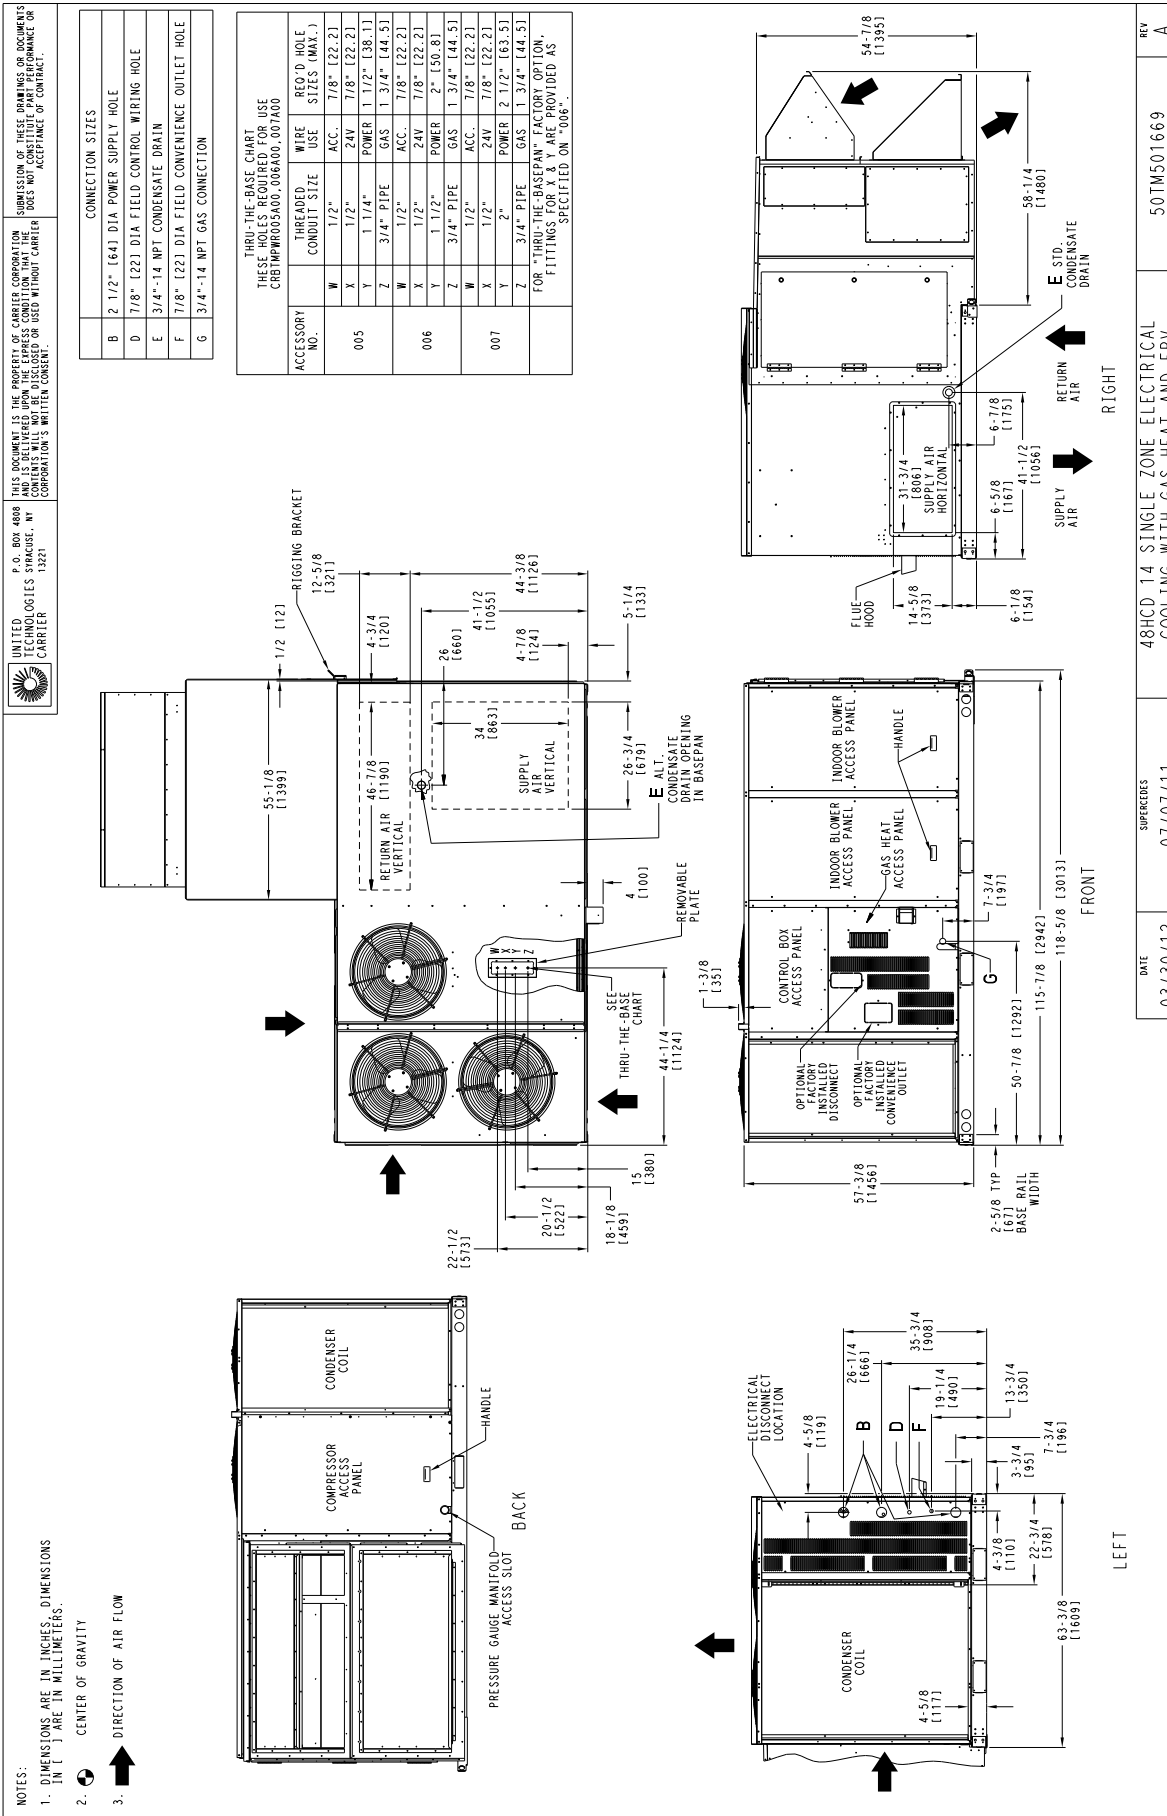 NOTES:
1. DIMENSIONS ARE IN INCHES, DIMENSIONS
IN [ ] ARE IN MILLIMETERS.
2. CENTER OF GRAVITY
3. DIRECTION OF AIR FLOW
UNITED
TECHNOLOGIES
CARRIER
P.O. BOX 4808
SYRACUSE, NY
13221
THIS DOCUMENT IS THE PROPERTY OF CARRIER CORPORATION
AND IS DELIVERED UPON THE EXPRESS CONDITION THAT THE
CONTENTS WILL NOT BE DISCLOSED OR USED WITHOUT CARRIER
CORPORATION'S WRITTEN CONSENT.
SUBMISSION OF THESE DRAWINGS OR DOCUMENTS
DOES NOT CONSTITUTE PART PERFORMANCE OR
ACCEPTANCE OF CONTRACT.
CONNECTION SIZES
B 2 1/2" [64] DIA POWER SUPPLY HOLE
D 7/8" [22] DIA FIELD CONTROL WIRING HOLE
E 3/4"-14 NPT CONDENSATE DRAIN
F 7/8" [22] DIA FIELD CONVENIENCE OUTLET HOLE
G 3/4"-14 NPT GAS CONNECTION
THRU-THE-BASE CHART
THESE HOLES REQUIRED FOR USE
CRBTMPWR005A00,006A00,007A00
ACCESSORY
NO.
THREADED
CONDUIT SIZE
WIRE
USE
REQ'D HOLE
SIZES (MAX.)
005
W 1/2" ACC. 7/8" [22.2]
X 1/2" 24V 7/8" [22.2]
Y 1 1/4" POWER 1 1/2" [38.1]
Z 3/4" PIPE GAS 1 3/4" [44.5]
006
W 1/2" ACC. 7/8" [22.2]
X 1/2" 24V 7/8" [22.2]
Y 1 1/2" POWER 2" [50.8]
Z 3/4" PIPE GAS 1 3/4" [44.5]
007
W 1/2" ACC. 7/8" [22.2]
X 1/2" 24V 7/8" [22.2]
Y 2" POWER 2 1/2" [63.5]
Z 3/4" PIPE GAS 1 3/4" [44.5]
FOR "THRU-THE-BASEPAN" FACTORY OPTION,
FITTINGS FOR X & Y ARE PROVIDED AS
SPECIFIED ON "006".
CONDENSER
COIL
COMPRESSOR
ACCESS
PANEL
HANDLE
PRESSURE GAUGE MANIFOLD
ACCESS SLOT
BACK
55-1/8
[1399]
1/2 [12]
RIGGING BRACKET
12-5/8
[321]
4-3/4
[120]
46-7/8
[1190]
RETURN AIR
VERTICAL
26
[660]
41-1/2
[1055]
44-3/8
[1126]
4-7/8
[124]
5-1/4
[133]
34
[863]
SUPPLY
AIR
VERTICAL
26-3/4
[679]
E ALT.
CONDENSATE
DRAIN OPENING
IN BASEPAN
4
[100]
REMOVABLE
PLATE
W
X
Y
Z
SEE
THRU-THE-BASE
CHART
44-1/4
[1124]
15
[380]
18-1/8
[459]
20-1/2
[522]
22-1/2
[573]
ELECTRICAL
DISCONNECT
LOCATION
4-5/8
[119]
26-1/4
[666]
35-3/4
[908]
19-1/4
[490]
13-3/4
[350]
7-3/4
[196]
3-3/4
[95]
B
D
F
4-3/8
[110]
22-3/4
[578]
63-3/8
[1609]
CONDENSER
COIL
4-5/8
[117]
LEFT
1-3/8
[35]
CONTROL BOX
ACCESS PANEL
INDOOR BLOWER
ACCESS PANEL
GAS HEAT
ACCESS PANEL
INDOOR BLOWER
ACCESS PANEL
HANDLE
OPTIONAL
FACTORY
INSTALLED
DISCONNECT
OPTIONAL
FACTORY
INSTALLED
CONVENIENCE
OUTLET
57-3/8
[1456]
2-5/8 TYP
[67]
BASE RAIL
WIDTH
G
7-3/4
[197]
50-7/8 [1292]
115-7/8 [2942]
118-5/8 [3013]
FRONT
54-7/8
[1395]
58-1/4
[1480]
E STD.
CONDENSATE
DRAIN
31-3/4
[806]
SUPPLY AIR
HORIZONTAL
6-7/8
[175]
41-1/2
[1056]
6-5/8
[167]
FLUE
HOOD
14-5/8
[373]
6-1/8
[154]
SUPPLY
AIR
RETURN
AIR
RIGHT
DATE
03/30/12
SUPERCEDES
07/07/11
48HCD 14 SINGLE ZONE ELECTRICAL
COOLING WITH GAS HEAT AND ERV
50TM501669
REV
A